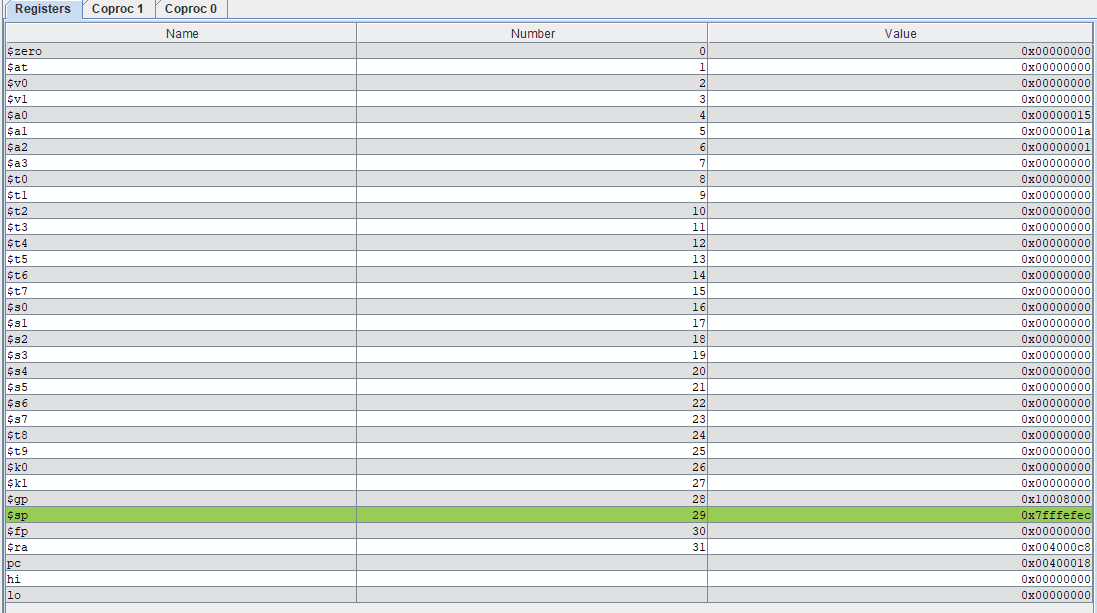 Registers Coproc 1 Coproc 0
Name Number Value
$zero 0 0x00000000
$at 1 0x00000000
$v0 2 0x00000000
$v1 3 0x00000000
$a0 4 0x00000015
$a1 5 0x0000001a
$a2 6 0x00000001
$a3 7 0x00000000
$t0 8 0x00000000
$t1 9 0x00000000
$t2 10 0x00000000
$t3 11 0x00000000
$t4 12 0x00000000
$t5 13 0x00000000
$t6 14 0x00000000
$t7 15 0x00000000
$s0 16 0x00000000
$s1 17 0x00000000
$s2 18 0x00000000
$s3 19 0x00000000
$s4 20 0x00000000
$s5 21 0x00000000
$s6 22 0x00000000
$s7 23 0x00000000
$t8 24 0x00000000
$t9 25 0x00000000
$k0 26 0x00000000
$k1 27 0x00000000
$gp 28 0x10008000
$sp 29 0x7fffefec
$fp 30 0x00000000
$ra 31 0x004000c8
pc 0x00400018
hi 0x00000000
lo 0x00000000